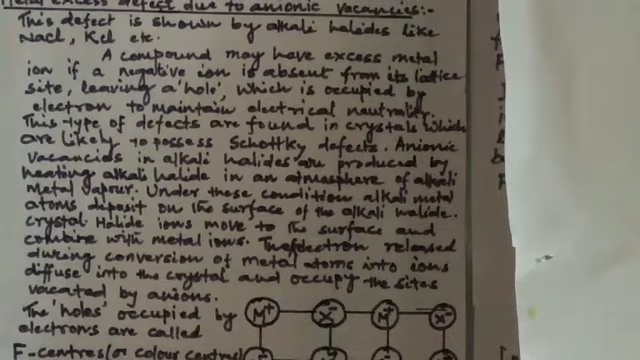 Metal excess defect due to anionic vacancies:-
This defect is shown by alkali halides like
Nacl, Kcl etc.
A compound may have excess metal
ion if a negative ion is absent from its lattice
site, leaving a 'hole', which is occupied by
electron to maintain electrical neutrality.
This type of defects are found in crystals which
are likely to possess Schottky defects. Anionic
vacancies in alkali halides are produced by
heating alkali halide in an atmosphere of alkali
metal vapour. Under these condition alkali metal
atoms deposit on the surface of the alkali halide.
crystal. Halide ions move to the surface and
combine with metal ions. The electron released
during conversion of metal atoms into ions
diffuse into the crystal and occupy the sites
vacated by anions.
The 'holes' occupied by
electrons are called
F-centres (or colour centres)
M+ X- M+ X-